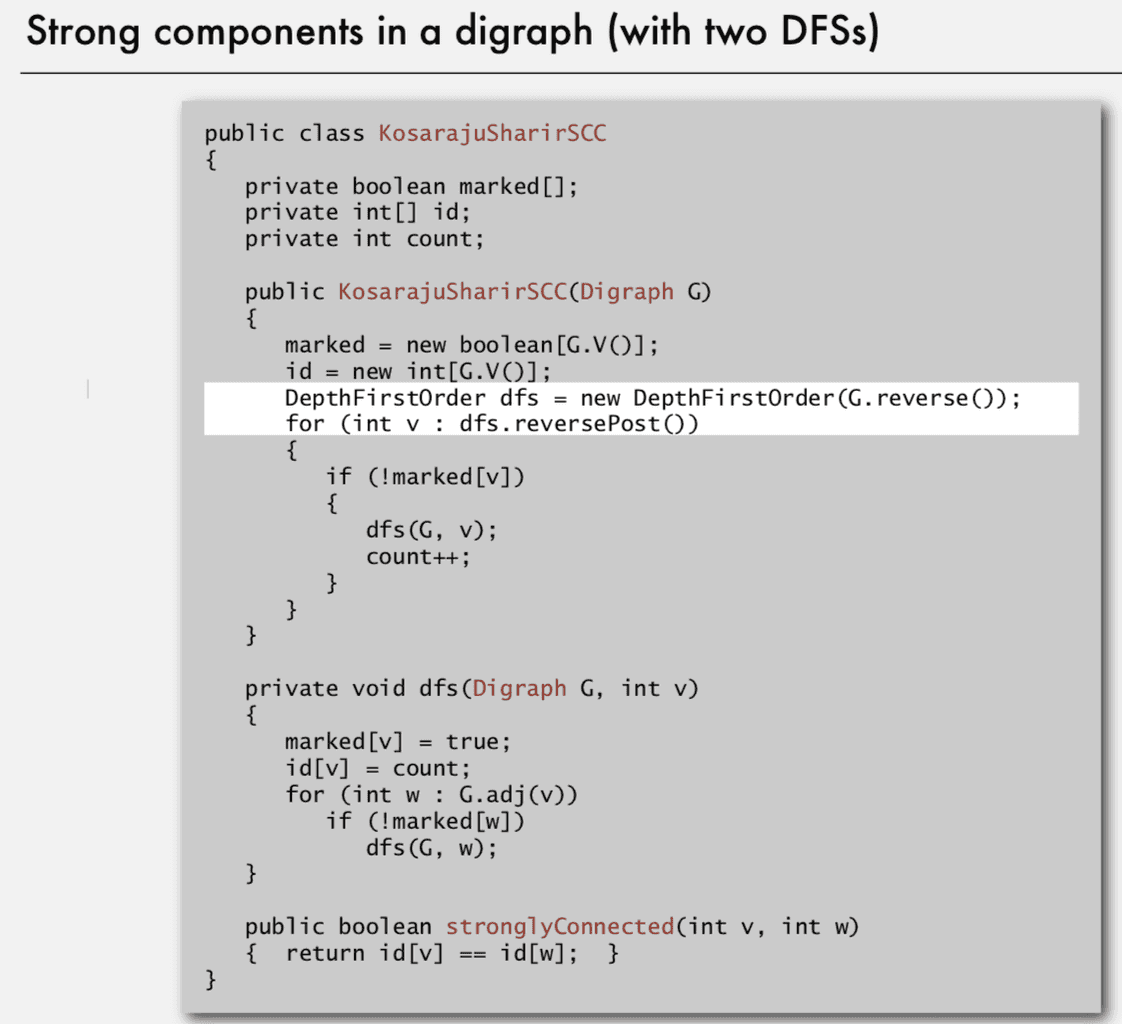 Strong components in a digraph (with two DFSs)
public class KosarajuSharirSCC
{
private boolean marked[];
private int[] id;
private int count;
public KosarajuSharirSCC(Digraph G)
{
marked = new boolean[G.V()];
id = new int[G.V()];
DepthFirstOrder dfs = new DepthFirstOrder(G.reverse());
for (int v : dfs.reversePost())
{
if (!marked[v])
{
dfs(G, v);
count++;
}
}
}
private void dfs(Digraph G, int v)
{
marked[v] = true;
id[v] = count;
for (int w : G.adj(v))
if (!marked[w])
dfs(G, w);
}
public boolean stronglyConnected(int v, int w)
{ return id[v] == id[w]; }
}